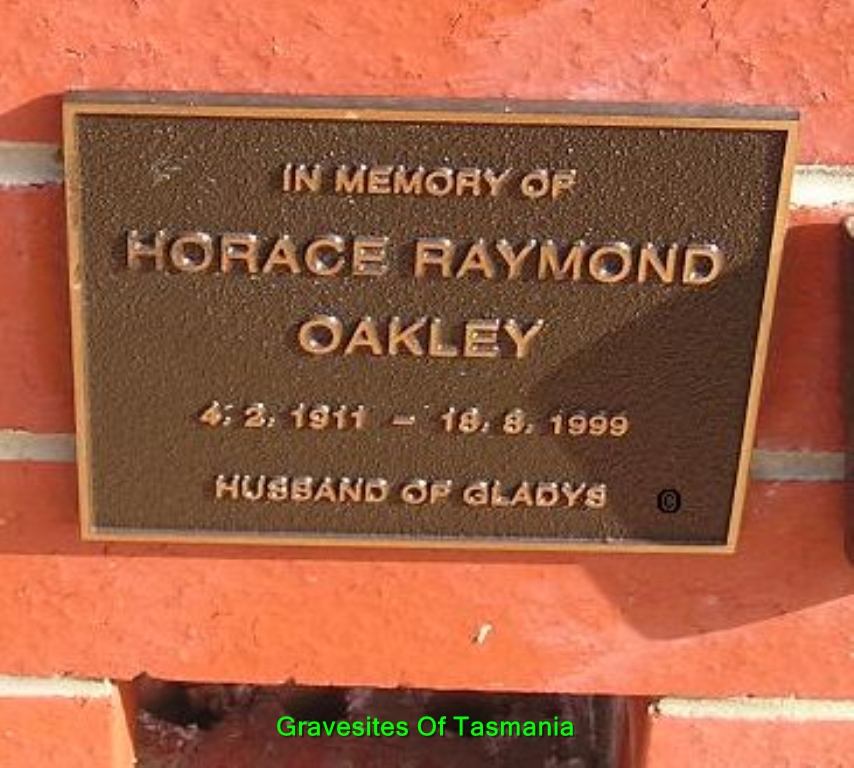 IN MEMORY OF
HORACE RAYMOND
OAKLEY
4. 2. 1911 – 18. 8. 1999
HUSBAND OF GLADYS
©
Gravesites Of Tasmania